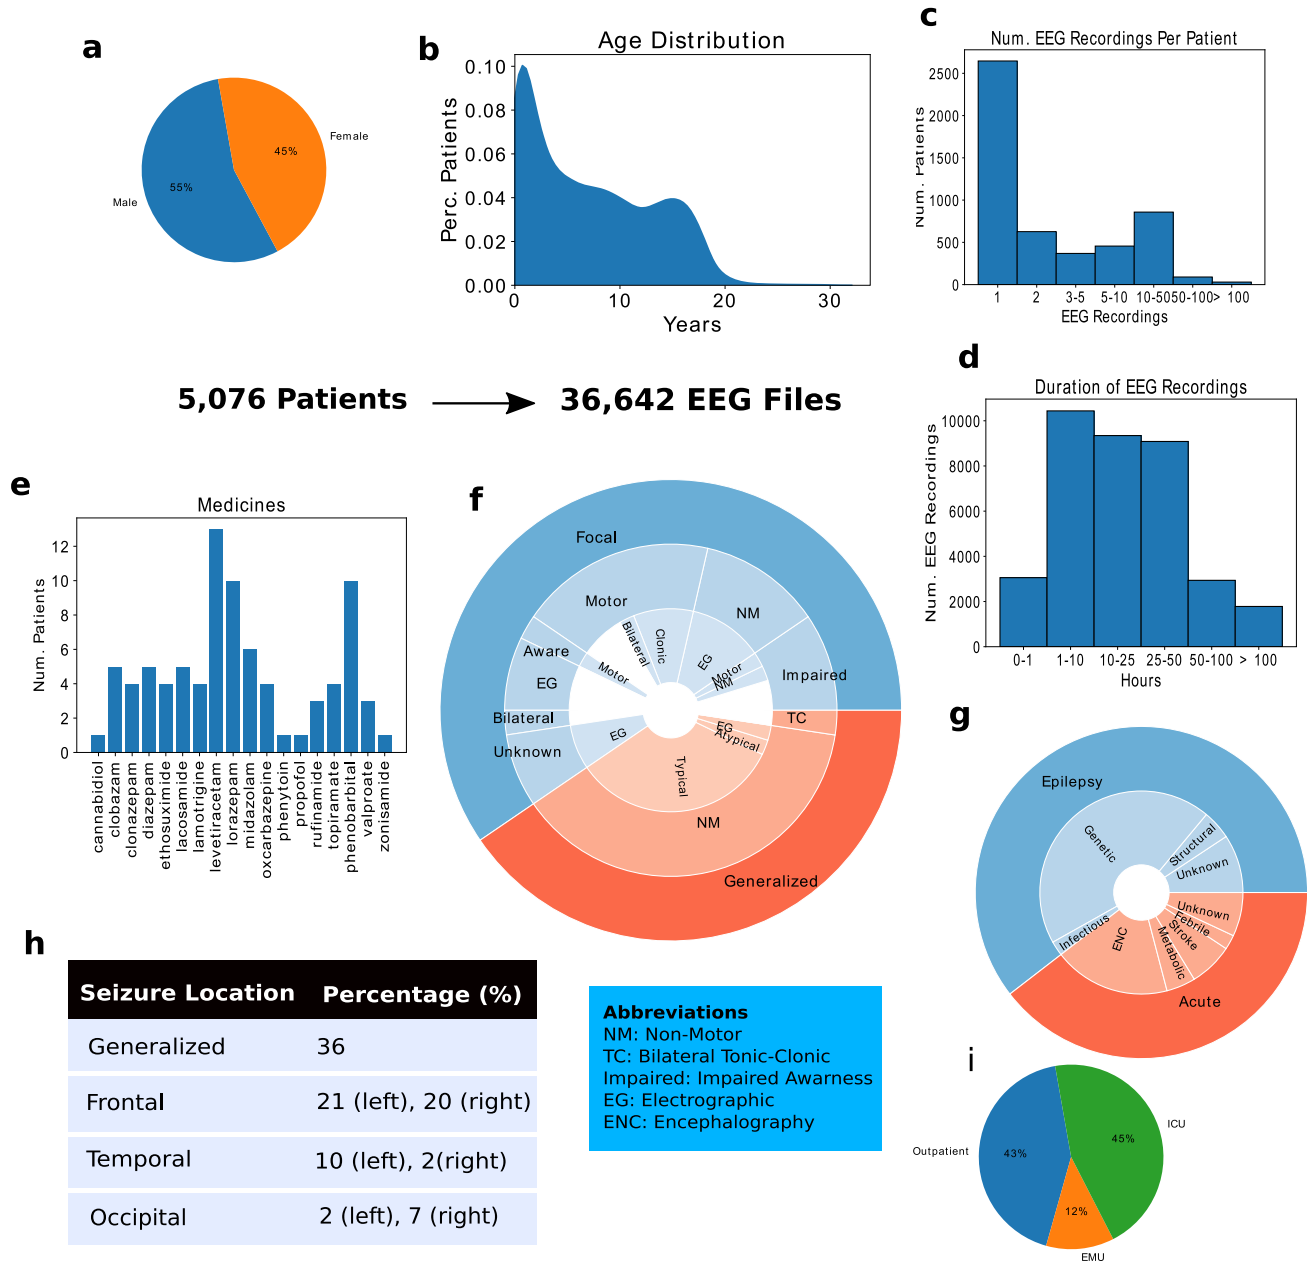 a
Female
45%
55%
Male
b
Age Distribution
Perc. Patients
0.10
0.08
0.06
0.04
0.02
0.00
0 10 20 30
Years
c
Num. EEG Recordings Per Patient
Num. Patients
2500
2000
1500
1000
500
0
1 2 3-5 5-10 10-50 50-100 > 100
EEG Recordings
5,076 Patients
36,642 EEG Files
d
Duration of EEG Recordings
Num. EEG Recordings
10000
8000
6000
4000
2000
0
0-1 1-10 10-25 25-50 50-100 > 100
Hours
e
Medicines
Num. Patients
12
10
8
6
4
2
0
cannabidiol
clobazam
clonazepam
diazepam
ethosuximide
lacosamide
lamotrigine
levetiracetam
lorazepam
midazolam
oxcarbazepine
phenytoin
propofol
rufinamide
topiramate
phenobarbital
valproate
zonisamide
f
Focal
Motor
NM
Bilateral
Clonic
EG
Aware
Motor
Motor
NM
Impaired
EG
Bilateral
TC
EG
EG
Atypical
Unknown
Typical
NM
Generalized
g
Epilepsy
Genetic
Structural
Unknown
Infectious
ENC
Metabolic
Stroke
Febrile
Unknown
Acute
h
Seizure Location Percentage (%)
Generalized 36
Frontal 21 (left), 20 (right)
Temporal 10 (left), 2(right)
Occipital 2 (left), 7 (right)
Abbreviations
NM: Non-Motor
TC: Bilateral Tonic-Clonic
Impaired: Impaired Awarness
EG: Electrographic
ENC: Encephalography
i
ICU
45%
Outpatient
43%
12%
EMU